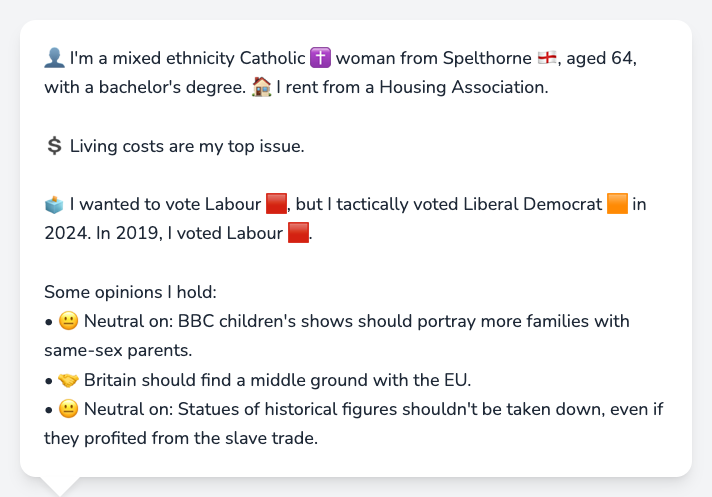 👤 I'm a mixed ethnicity Catholic ✝️ woman from Spelthorne 🏴󠁧󠁢󠁥󠁮󠁧󠁿, aged 64,
with a bachelor's degree. 🏠 I rent from a Housing Association.
💲 Living costs are my top issue.
🗳️ I wanted to vote Labour 🟥, but I tactically voted Liberal Democrat 🟧 in
2024. In 2019, I voted Labour 🟥.
Some opinions I hold:
• 😐 Neutral on: BBC children's shows should portray more families with
same-sex parents.
• 🤝 Britain should find a middle ground with the EU.
• 😐 Neutral on: Statues of historical figures shouldn't be taken down, even if
they profited from the slave trade.